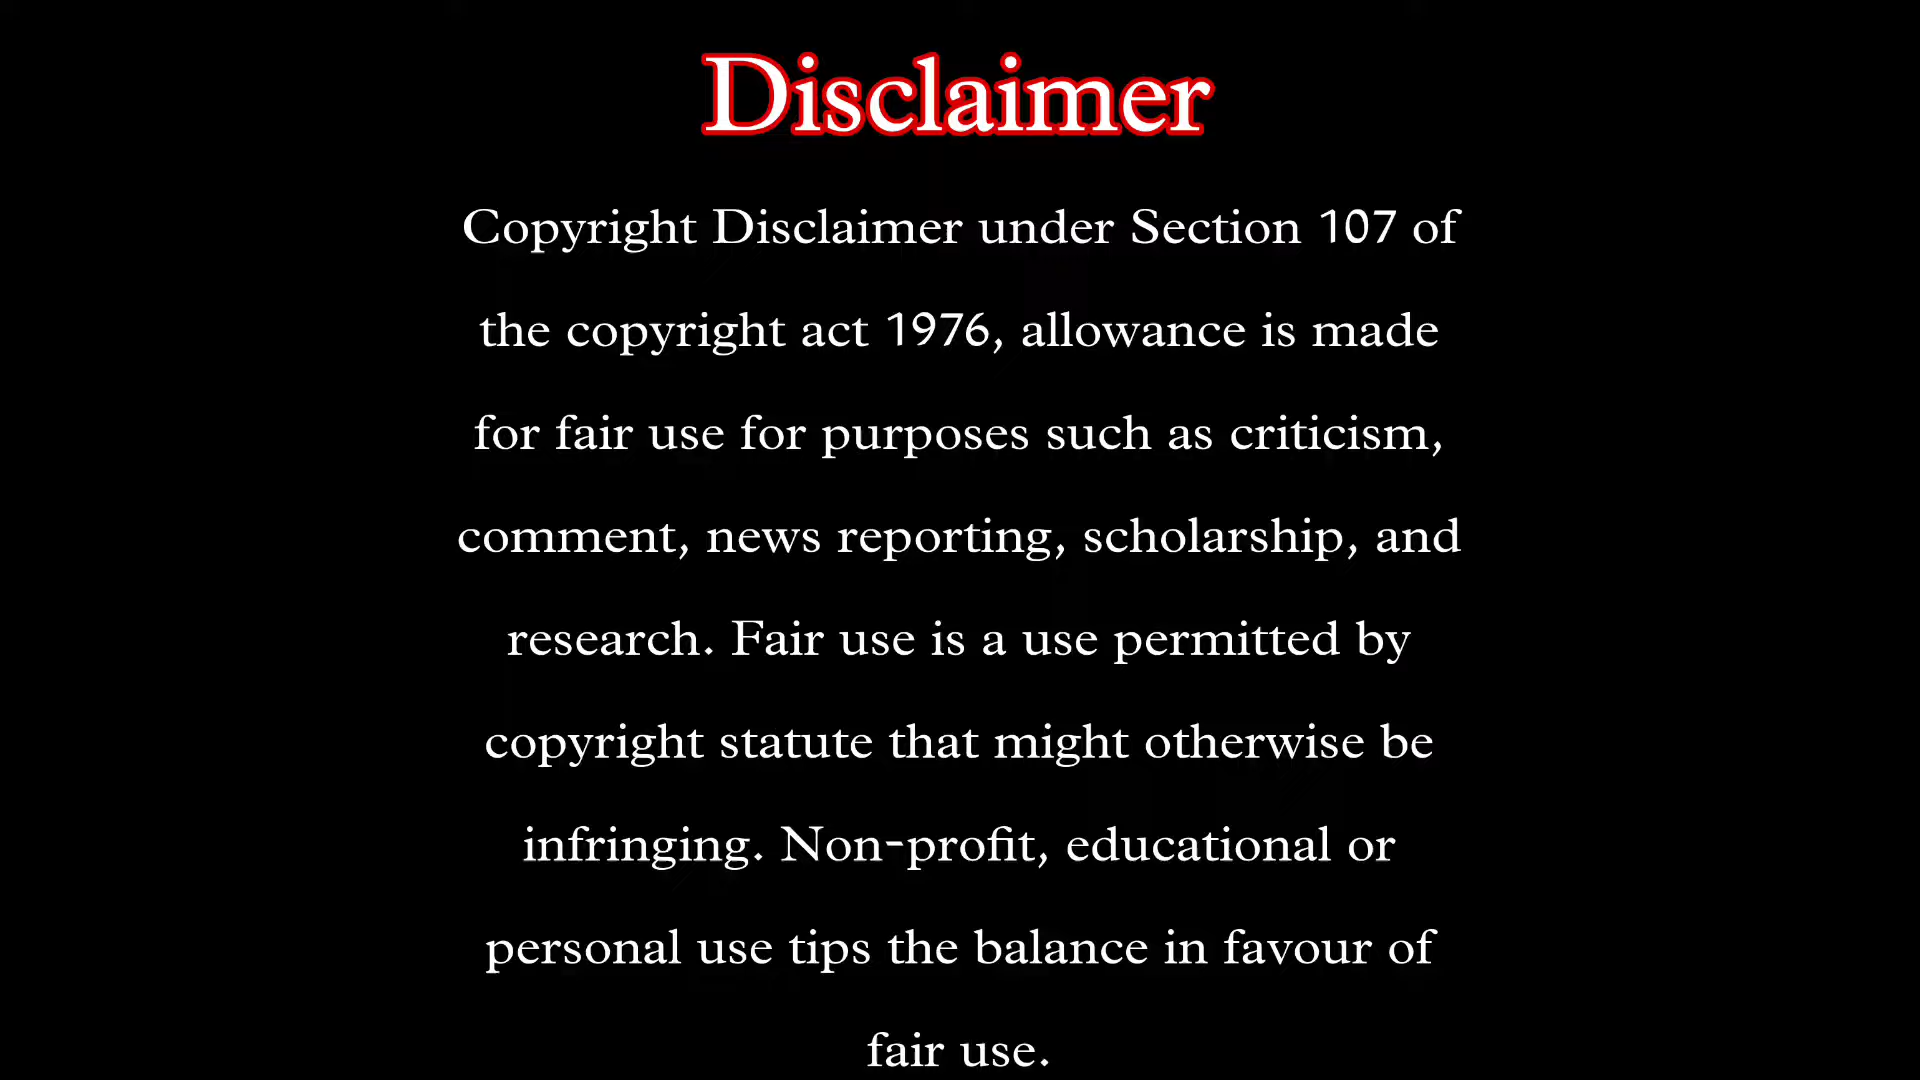 Disclaimer
Copyright Disclaimer under Section 107 of
the copyright act 1976, allowance is made
for fair use for purposes such as criticism,
comment, news reporting, scholarship, and
research. Fair use is a use permitted by
copyright statute that might otherwise be
infringing. Non-profit, educational or
personal use tips the balance in favour of
fair use.